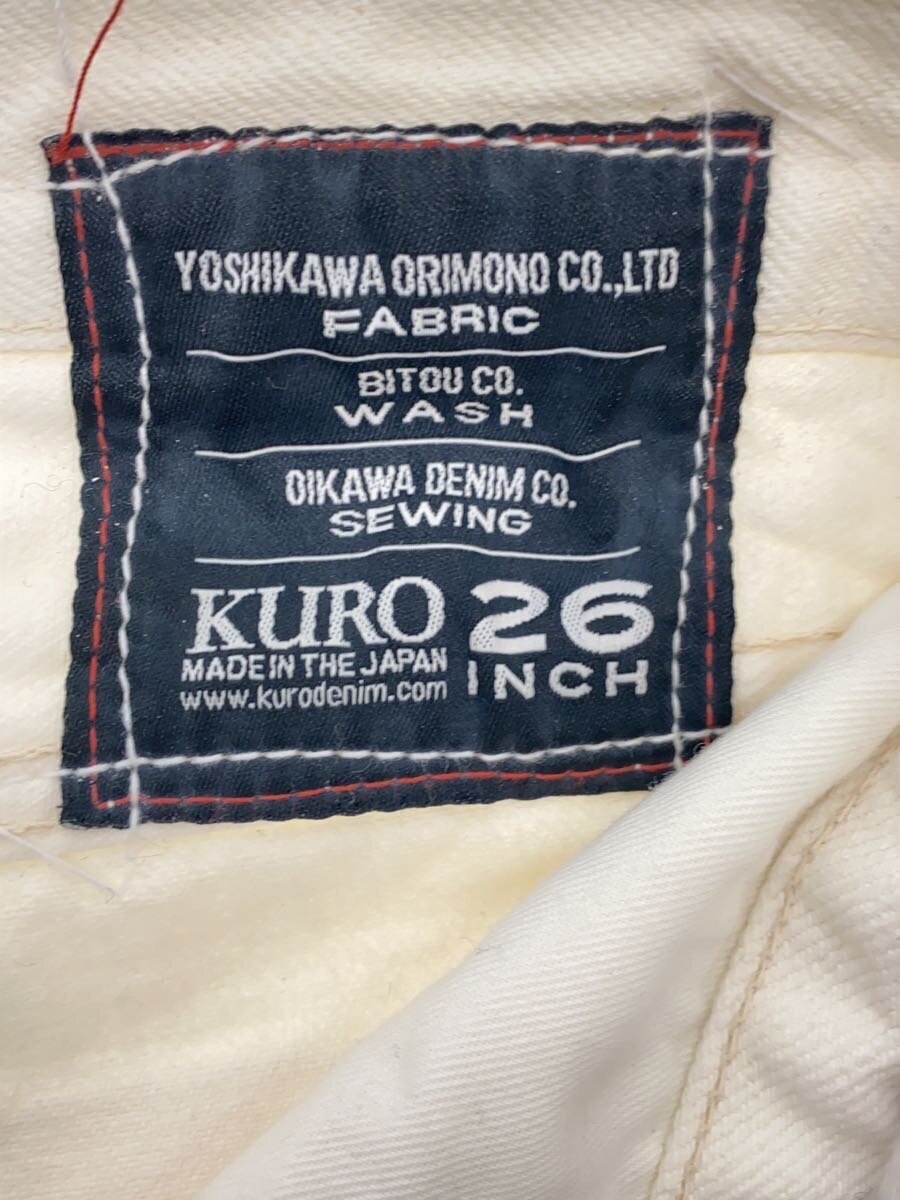 YOSHIKAWA ORIMONO CO.,LTD
FABRIC
BITOU CO.
WASH
OIKAWA DENIM CO.
SEWING
KURO
MADE IN THE JAPAN
www.kurodenim.com
26
INCH